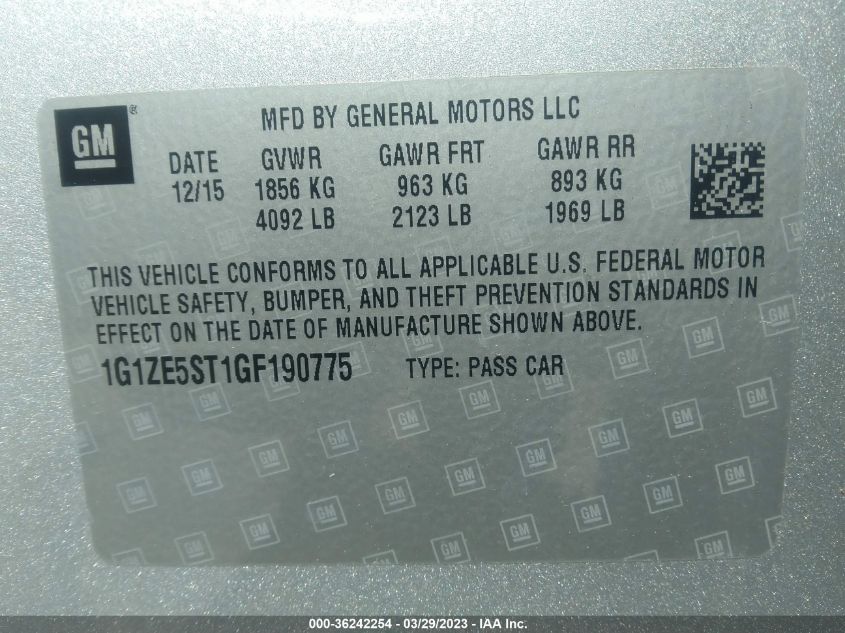 GM ®
MFD BY GENERAL MOTORS LLC
DATE GVWR GAWR FRT GAWR RR
12/15 1856 KG 963 KG 893 KG
4092 LB 2123 LB 1969 LB
THIS VEHICLE CONFORMS TO ALL APPLICABLE U.S. FEDERAL MOTOR
VEHICLE SAFETY, BUMPER, AND THEFT PREVENTION STANDARDS IN
EFFECT ON THE DATE OF MANUFACTURE SHOWN ABOVE.
1G1ZE5ST1GF190775 TYPE: PASS CAR
000-36242254 - 03/29/2023 - IAA Inc.